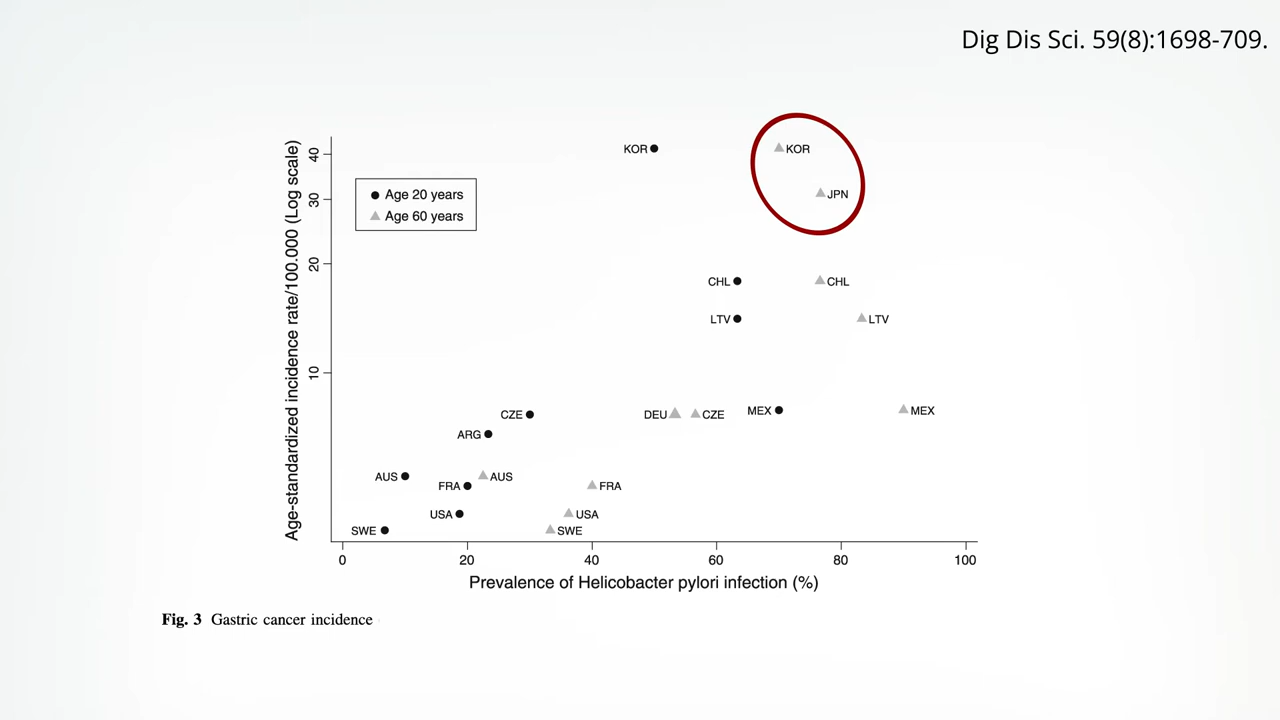 Dig Dis Sci. 59(8):1698-709.
Age-standardized incidence rate/100.000 (Log scale)
40
30
20
10
Age 20 years
Age 60 years
KOR
KOR
JPN
CHL
CHL
LTV
LTV
CZE
DEU
CZE
MEX
MEX
ARG
AUS
AUS
FRA
FRA
USA
USA
SWE
SWE
0 20 40 60 80 100
Prevalence of Helicobacter pylori infection (%)
Fig. 3 Gastric cancer incidence